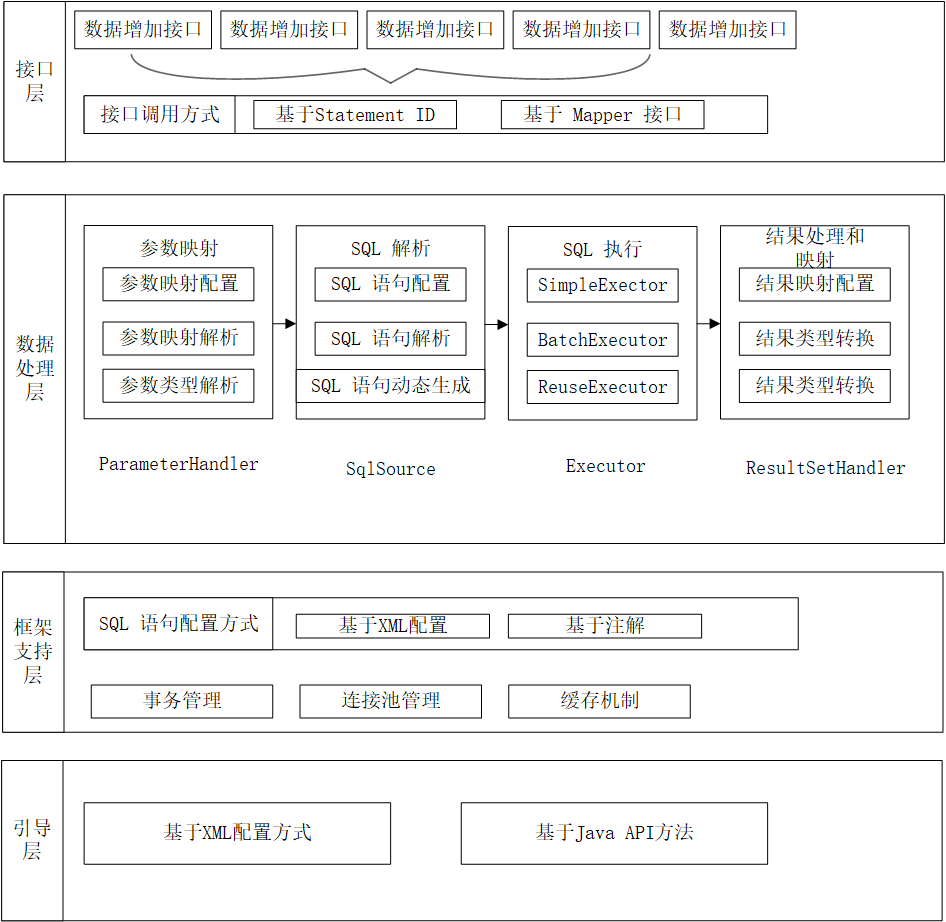 数据增加接口
数据增加接口
数据增加接口
数据增加接口
数据增加接口
接口
层
接口调用方式
基于Statement ID
基于 Mapper 接口
数据
处理
层
参数映射
参数映射配置
参数映射解析
参数类型解析
ParameterHandler
SQL 解析
SQL 语句配置
SQL 语句解析
SQL 语句动态生成
SqlSource
SQL 执行
SimpleExector
BatchExecutor
ReuseExecutor
Executor
结果处理和
映射
结果映射配置
结果类型转换
结果类型转换
ResultSetHandler
框架
支持
层
SQL 语句配置方式
基于XML配置
基于注解
事务管理
连接池管理
缓存机制
引导
层
基于XML配置方式
基于Java API方法